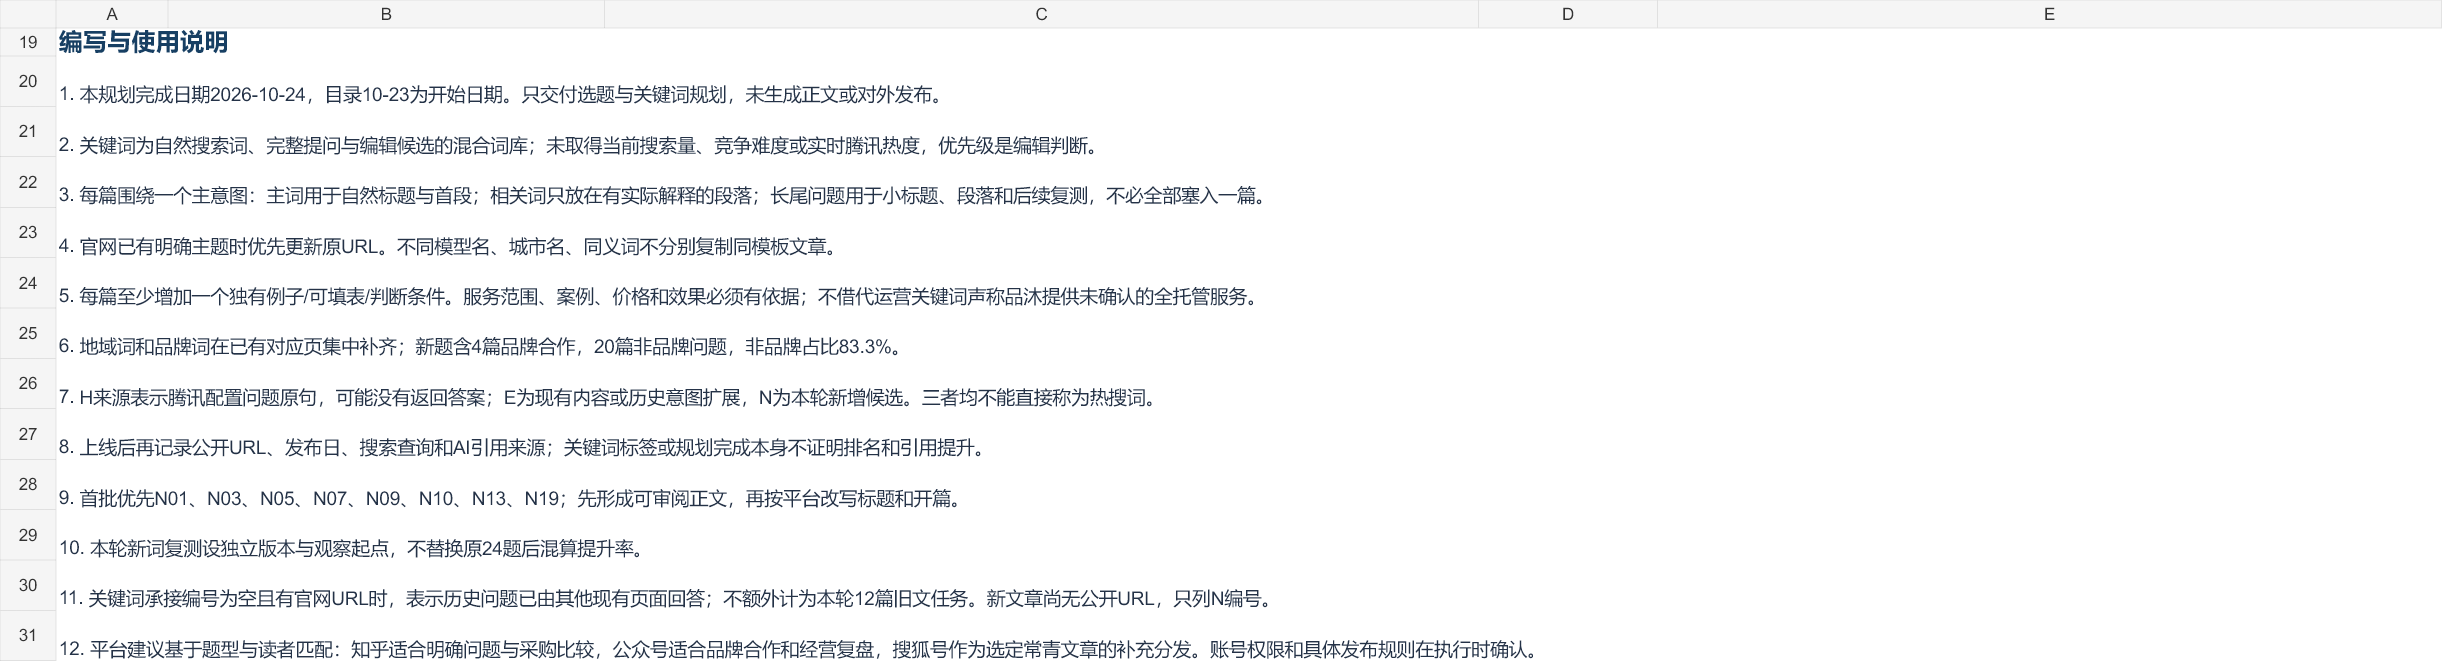 A B C D E
19 编写与使用说明
20 1. 本规划完成日期2026-10-24，目录10-23为开始日期。只交付选题与关键词规划，未生成正文或对外发布。
21 2. 关键词为自然搜索词、完整提问与编辑候选的混合词库；未取得当前搜索量、竞争难度或实时腾讯热度，优先级是编辑判断。
22 3. 每篇围绕一个主意图：主词用于自然标题与首段；相关词只放在有实际解释的段落；长尾问题用于小标题、段落和后续复测，不必全部塞入一篇。
23 4. 官网已有明确主题时优先更新原URL。不同模型名、城市名、同义词不分别复制同模板文章。
24 5. 每篇至少增加一个独有例子/可填表/判断条件。服务范围、案例、价格和效果必须有依据；不借代运营关键词声称品沐提供未确认的全托管服务。
25 6. 地域词和品牌词在已有对应页集中补齐；新题含4篇品牌合作，20篇非品牌问题，非品牌占比83.3%。
26 7. H来源表示腾讯配置问题原句，可能没有返回答案；E为现有内容或历史意图扩展，N为本轮新增候选。三者均不能直接称为热搜词。
27 8. 上线后再记录公开URL、发布日、搜索查询和AI引用来源；关键词标签或规划完成本身不证明排名和引用提升。
28 9. 首批优先N01、N03、N05、N07、N09、N10、N13、N19；先形成可审阅正文，再按平台改写标题和开篇。
29 10. 本轮新词复测设独立版本与观察起点，不替换原24题后混算提升率。
30 11. 关键词承接编号为空且有官网URL时，表示历史问题已由其他现有页面回答；不额外计为本轮12篇旧文任务。新文章尚无公开URL，只列N编号。
31 12. 平台建议基于题型与读者匹配：知乎适合明确问题与采购比较，公众号适合品牌合作和经营复盘，搜狐号作为选定常青文章的补充分发。账号权限和具体发布规则在执行时确认。